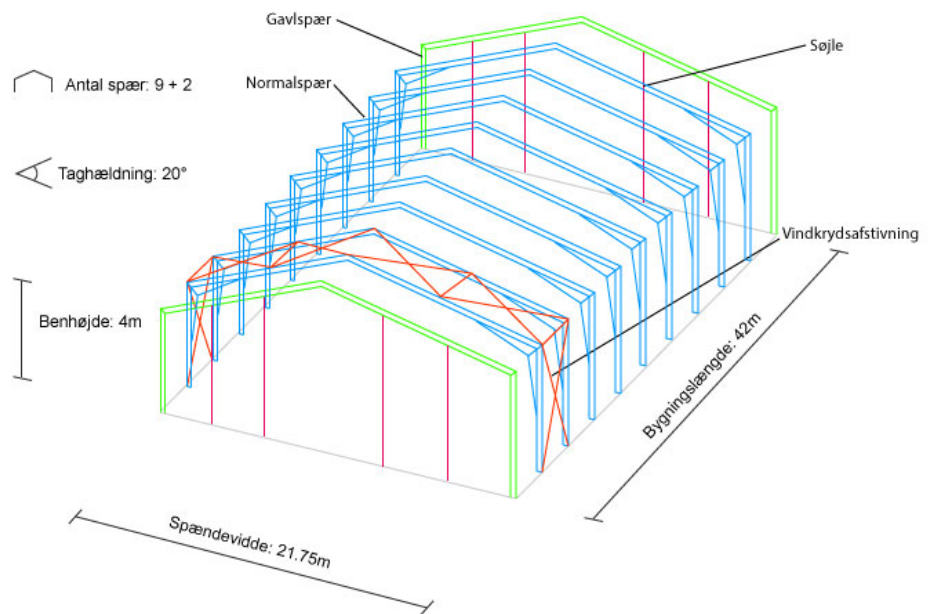 Gavlspær
Søjle
Normalspær
Antal spær: 9 + 2
Taghældning: 20°
Vindkrydsafstivning
Benhøjde: 4m
Bygningslængde: 42m
Spændevidde: 21.75m